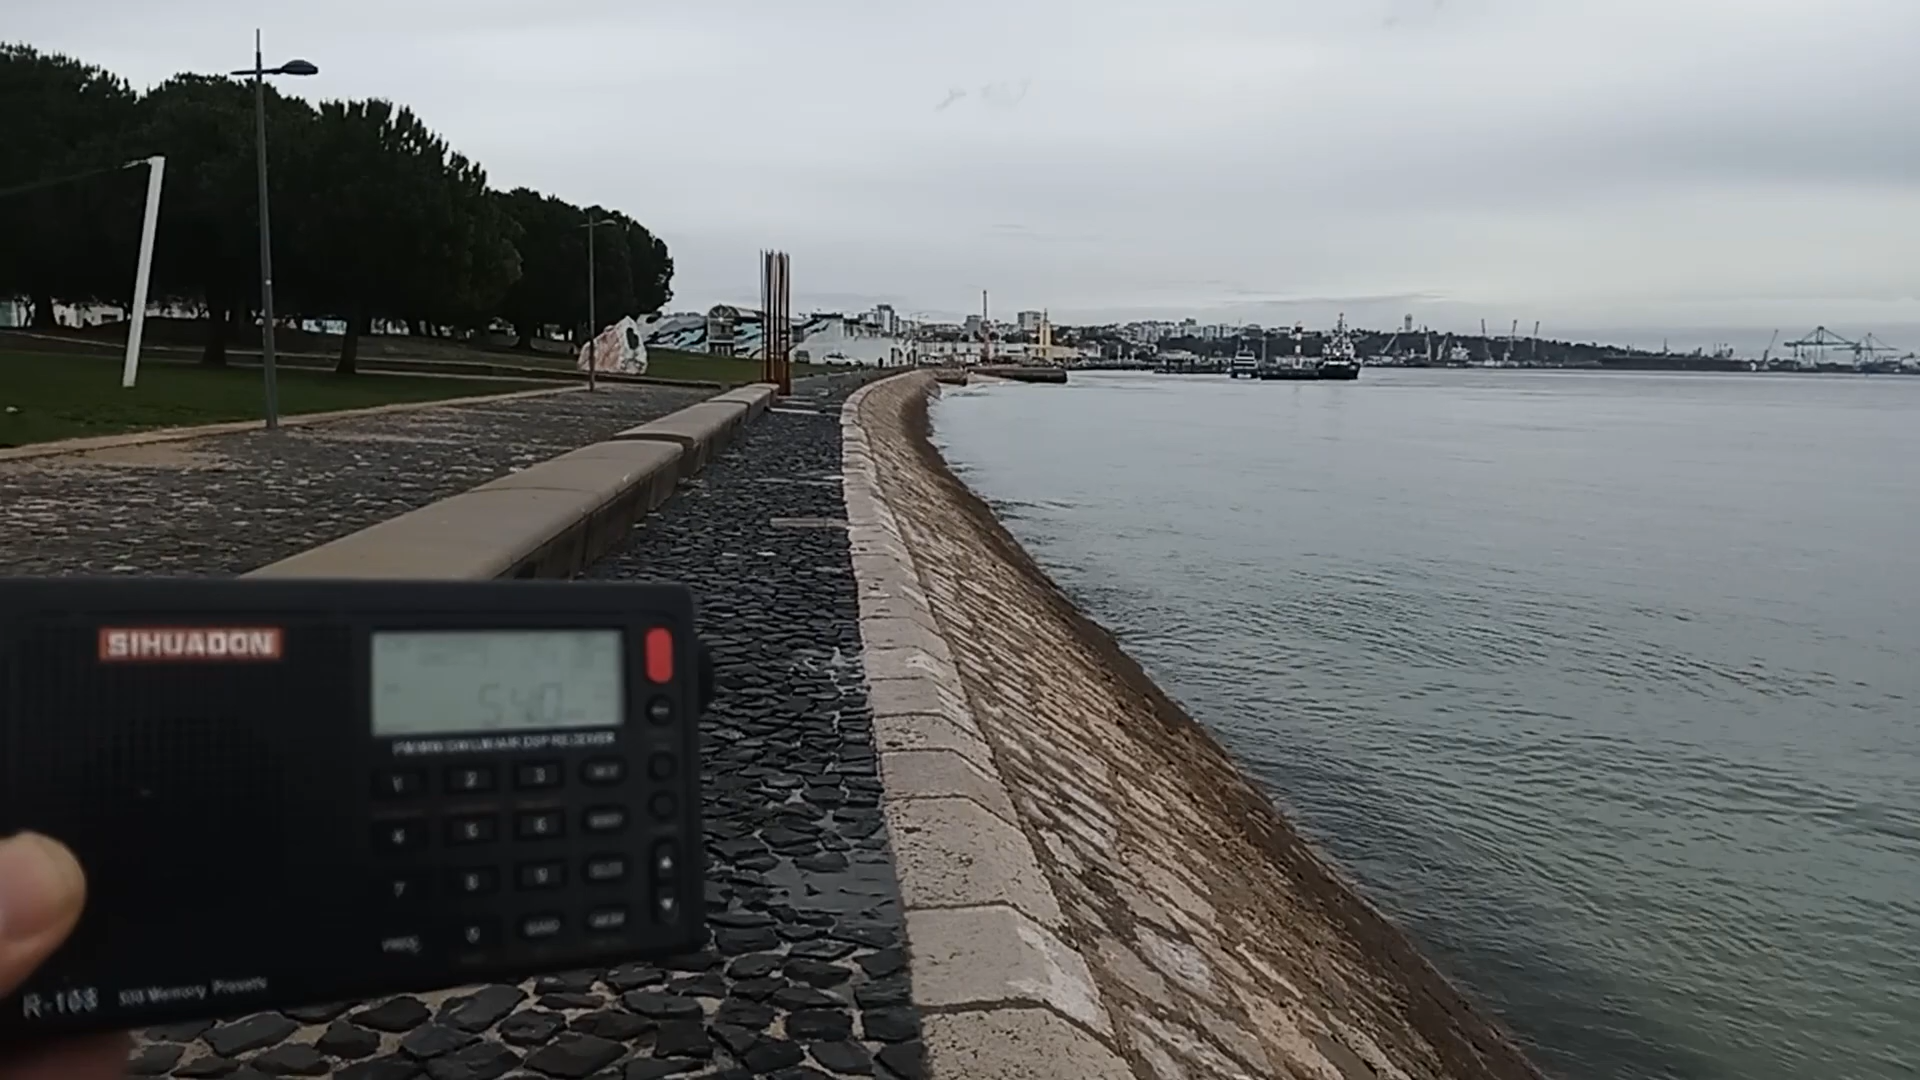 SIHUADON
540
FM/MW/SW/LW/AIR DSP RECEIVER
1 2 3
4 5 6
7 8 9
0
R-108 500 Memory Presets